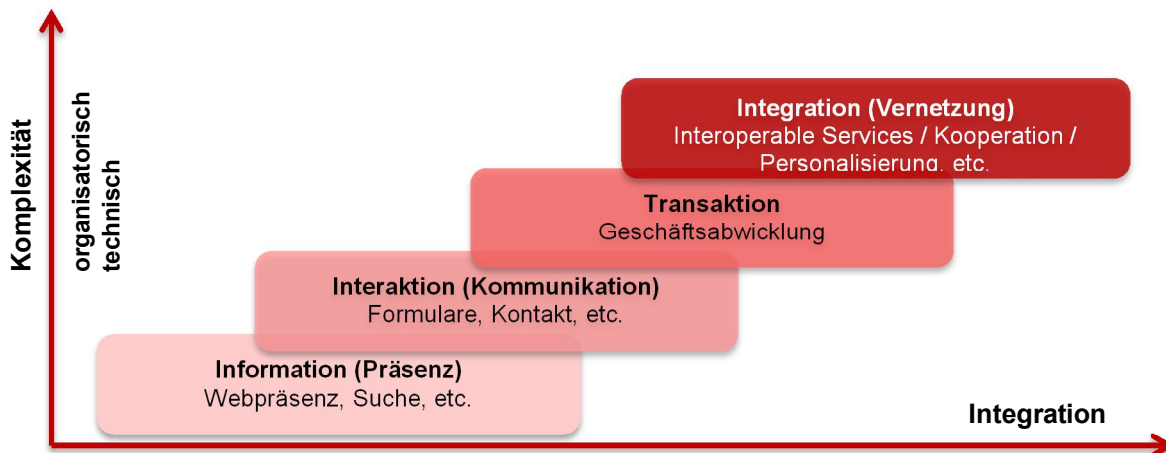 Komplexität
organisatorisch
technisch
Integration (Vernetzung)
Interoperable Services / Kooperation /
Personalisierung, etc.
Transaktion
Geschäftsabwicklung
Interaktion (Kommunikation)
Formulare, Kontakt, etc.
Information (Präsenz)
Webpräsenz, Suche, etc.
Integration